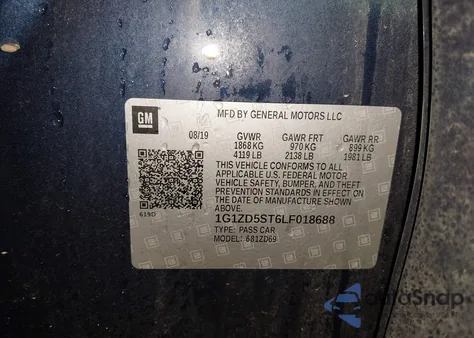 GM
MFD BY GENERAL MOTORS LLC
08/19 GVWR GAWR FRT GAWR RR
1868 KG 970 KG 899 KG
4119 LB 2138 LB 1981 LB
THIS VEHICLE CONFORMS TO ALL
APPLICABLE U.S. FEDERAL MOTOR
VEHICLE SAFETY, BUMPER, AND THEFT
PREVENTION STANDARDS IN EFFECT ON
THE DATE OF MANUFACTURE SHOWN
ABOVE.
1G1ZD5ST6LF018688
TYPE: PASS CAR
MODEL: 681ZD69
AutoSnap